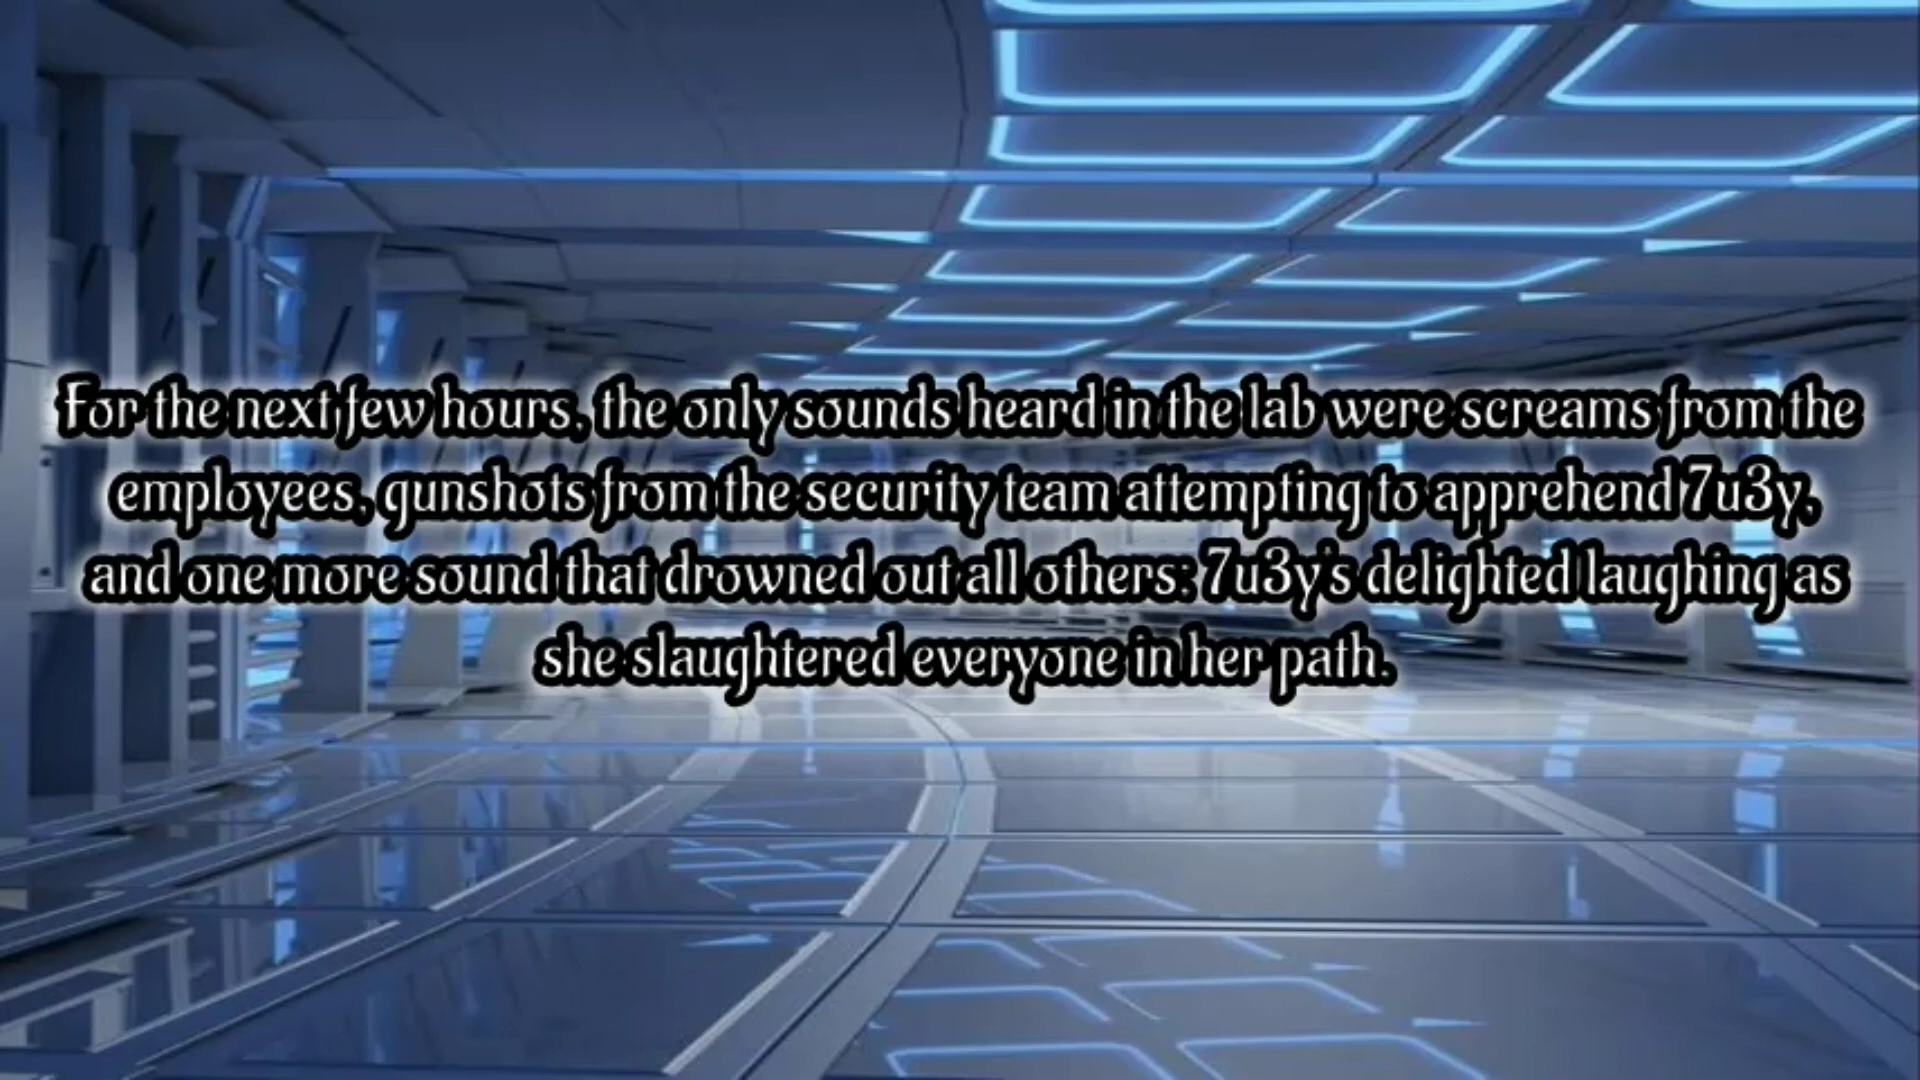 For the next few hours, the only sounds heard in the lab were screams from the
employees, gunshots from the security team attempting to apprehend 7u3y,
and one more sound that drowned out all others: 7u3y's delighted laughing as
she slaughtered everyone in her path.